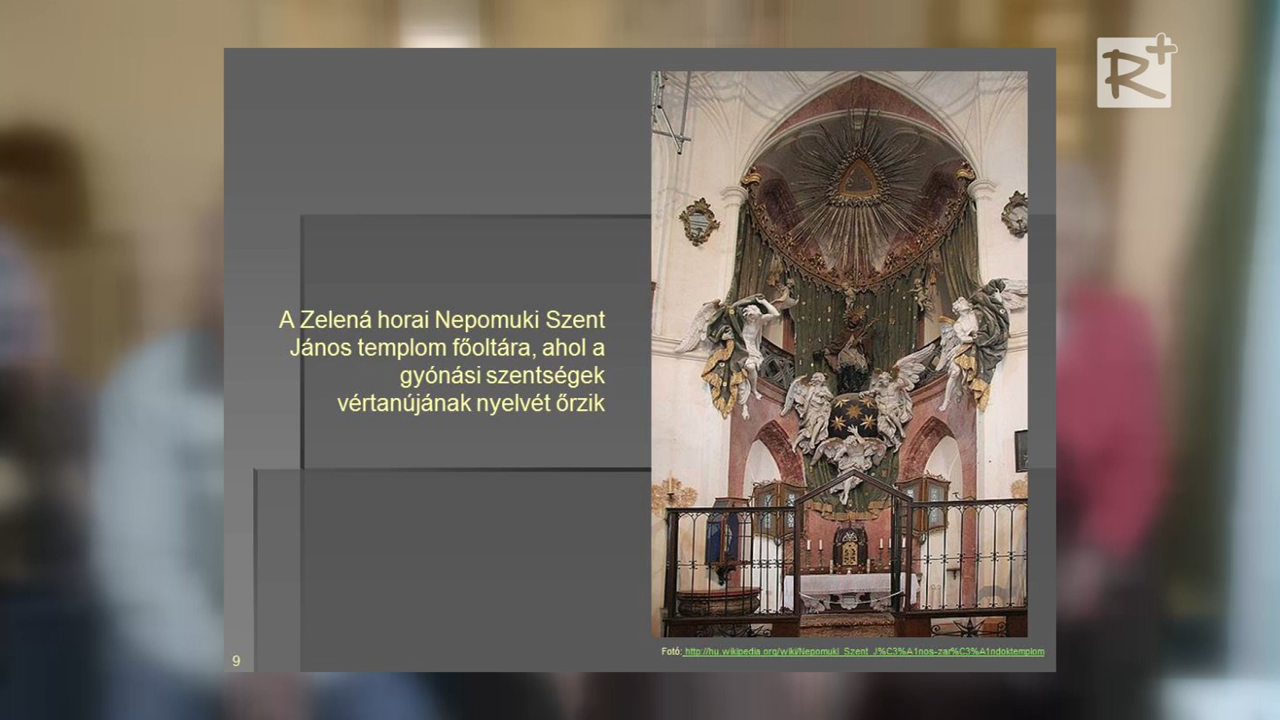 R+
A Zelená horai Nepomuki Szent
János templom főoltára, ahol a
gyónási szentségek
vértanújának nyelvét őrzik
Fotó: http://hu.wikipedia.org/wiki/Nepomuki_Szent_J%C3%A1nos-zar%C3%A1ndoktemplom
9